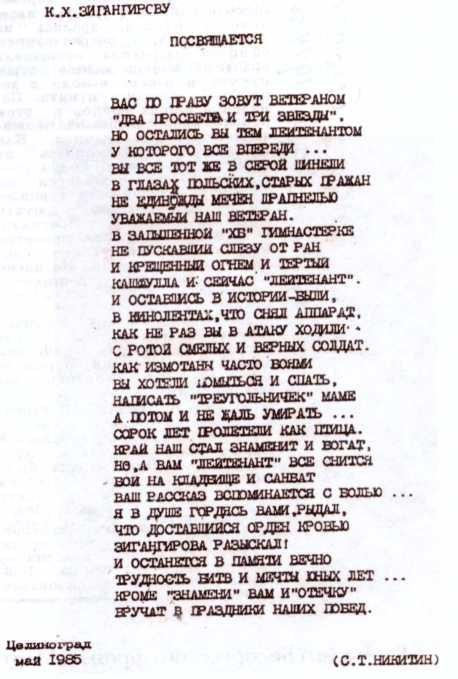 К.Х.ЗИГАНГИРОВУ
ПОСВЯЩАЕТСЯ
ВАС ПО ПРАВУ ЗОВУТ ВЕТЕРАНОМ
"ДВА ПРОСВЕТА И ТРИ ЗВЕЗДЫ",
НО ОСТАЛИСЬ ВЫ ТЕМ ЛЕЙТЕНАНТОМ
У КОТОРОГО ВСЕ ВПЕРЕДИ ...
ВЫ ВСЕ ТОТ ЖЕ В СЕРОЙ ШИНЕЛИ
В ГЛАЗАХ ПОЛЬСКИХ,СТАРЫХ ПРАЖАН
НЕ ЕДИНОЖДЫ МЕЧЕН ШРАПНЕЛЬЮ
УВАЖАЕМЫЙ НАШ ВЕТЕРАН.
В ЗАПЫЛЕННОЙ "ХБ" ГИМНАСТЕРКЕ
НЕ ПУСКАВШИЙ СЛЕЗУ ОТ РАН
И КРЕЩЕННЫЙ ОГНЕМ И ТЕРТЫЙ
КАШФУЛЛА И СЕЙЧАС "ЛЕЙТЕНАНТ".
И ОСТАВШИСЬ В ИСТОРИИ-БЫЛИ,
В КИНОЛЕНТАХ,ЧТО СНЯЛ АППАРАТ,
КАК НЕ РАЗ ВЫ В АТАКУ ХОДИЛИ
С РОТОЙ СМЕЛЫХ И ВЕРНЫХ СОЛДАТ.
КАК ИЗМОТАНЫ ЧАСТО БОЯМИ
ВЫ ХОТЕЛИ ПОМЫТЬСЯ И СПАТЬ,
НАПИСАТЬ "ТРЕУГОЛЬНИЧЕК" МАМЕ
А ПОТОМ И НЕ ЖАЛЬ УМИРАТЬ ...
СОРОК ЛЕТ ПРОЛЕТЕЛИ КАК ПТИЦА.
КРАЙ НАШ СТАЛ ЗНАМЕНИТ И БОГАТ,
НО,А ВАМ "ЛЕЙТЕНАНТ" ВСЕ СНИТСЯ
БОЙ НА КЛАДБИЩЕ И САНБАТ
ВАШ РАССКАЗ ВСПОМИНАЕТСЯ С БОЛЬЮ ...
Я В ДУШЕ ГОРДЯСЬ ВАМИ,РЫДАЛ,
ЧТО ДОСТАВШИЙСЯ ОРДЕН КРОВЬЮ
ЗИГАНГИРОВА РАЗЫСКАЛ!
И ОСТАНЕТСЯ В ПАМЯТИ ВЕЧНО
ТРУДНОСТЬ БИТВ И МЕЧТЫ ЮНЫХ ЛЕТ ...
КРОМЕ "ЗНАМЕНИ" ВАМ И"ОТЕЧКУ"
ВРУЧАТ В ПРАЗДНИКИ НАШИХ ПОБЕД.
Целиноград
май 1985
(С.Т.НИКИТИН)